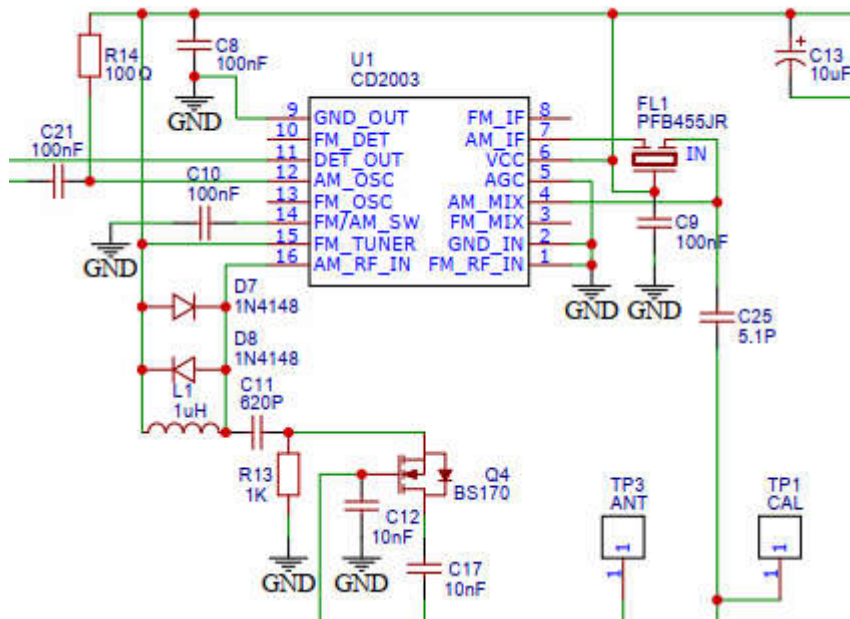 R14
100Ω
C8
100nF
GND
U1
CD2003
C13
10uF
FL1
PFB455JR
IN
C21
100nF
C10
100nF
GND
9 GND_OUT FM_IF 8
10 FM_DET AM_IF 7
11 DET_OUT VCC 6
12 AM_OSC AGC 5
13 FM_OSC AM_MIX 4
14 FM/AM_SW FM_MIX 3
15 FM_TUNER GND_IN 2
16 AM_RF_IN FM_RF_IN 1
C9
100nF
GND
GND
D7
1N4148
D8
1N4148
L1
1uH
C11
620P
C25
5.1P
R13
1K
GND
Q4
BS170
C12
10nF
GND
C17
10nF
TP3
ANT
1
1
TP1
CAL
1
1